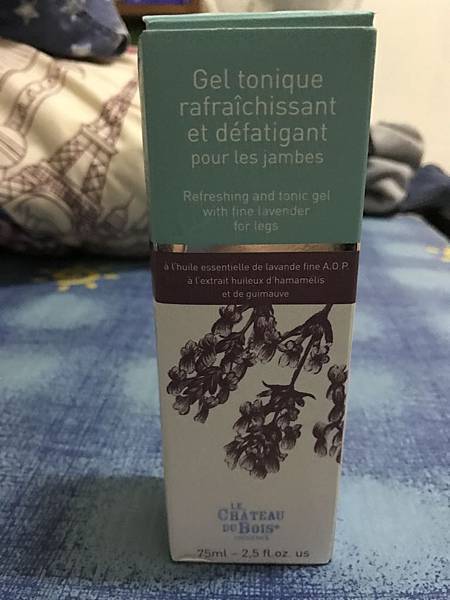 Gel tonique
rafraîchissant
et défatigant
pour les jambes
Refreshing and tonic gel
with fine lavender
for legs
à l'huile essentielle de lavande fine A.O.P.
à l'extrait huileux d'hamamélis
et de guimauve
LE
CHÂTEAU
DU BOIS
PROVENCE
75ml – 2,5 fl.oz. us